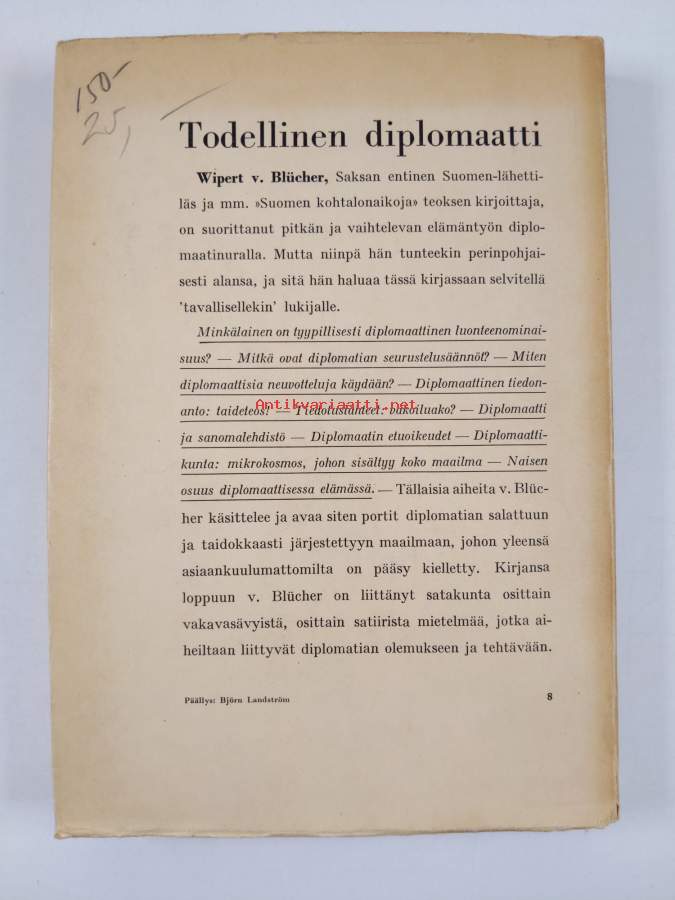 150-
25,
Todellinen diplomaatti
Wipert v. Blücher, Saksan entinen Suomen-lähetti-
läs ja mm. »Suomen kohtalonaikoja» teoksen kirjoittaja,
on suorittanut pitkän ja vaihtelevan elämäntyön diplo-
maatinuralla. Mutta niinpä hän tunteekin perinpohjai-
sesti alansa, ja sitä hän haluaa tässä kirjassaan selvitellä
'tavallisellekin' lukijalle.
Minkälainen on tyypillisesti diplomaattinen luonteenominai-
suus? — Mitkä ovat diplomatian seurustelusäännöt? — Miten
diplomaattisia neuvotteluja käydään? — Diplomaattinen tiedon-
anto: taideteos! — Tiedotustähteet: vakoiluako? — Diplomaatti
Antikvariaatti.net
ja sanomalehdistö — Diplomaatin etuoikeudet — Diplomaatti-
kunta: mikrokosmos, johon sisältyy koko maailma — Naisen
osuus diplomaattisessa elämässä. — Tällaisia aiheita v. Blüc-
her käsittelee ja avaa siten portit diplomatian salattuun
ja taidokkaasti järjestettyyn maailmaan, johon yleensä
asiaankuulumattomilta on pääsy kielletty. Kirjansa
loppuun v. Blücher on liittänyt satakunta osittain
vakavasävyistä, osittain satiirista mietelmää, jotka ai-
heiltaan liittyvät diplomatian olemukseen ja tehtävään.
Päällys: Björn Landström
8